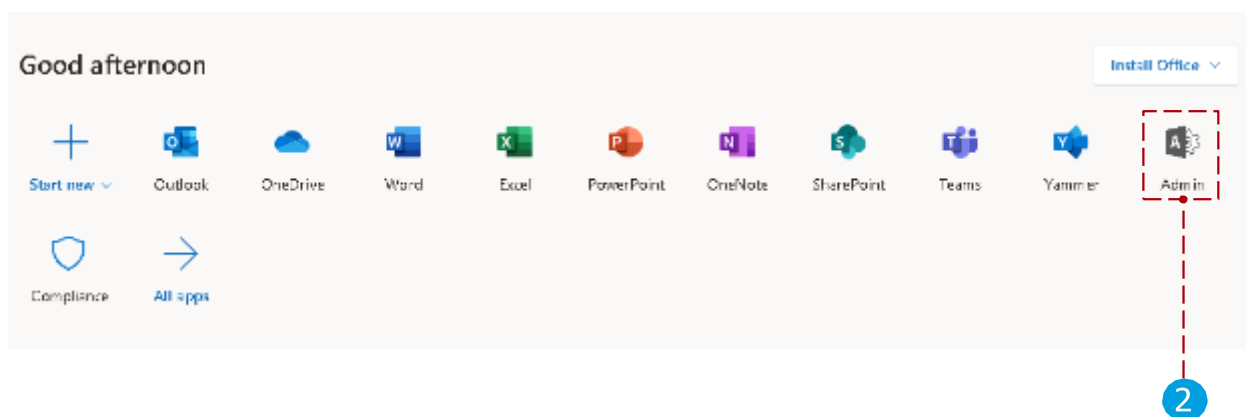 Good afternoon
Install Office
Start new
Outlook
OneDrive
Word
Excel
PowerPoint
OneNote
SharePoint
Teams
Yammer
Admin
Compliance
All apps
2